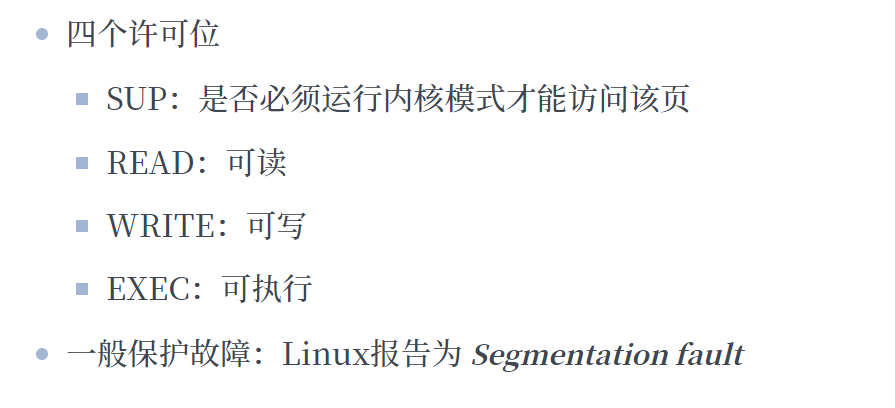 四个许可位
SUP：是否必须运行内核模式才能访问该页
READ：可读
WRITE：可写
EXEC：可执行
一般保护故障：Linux报告为 Segmentation fault